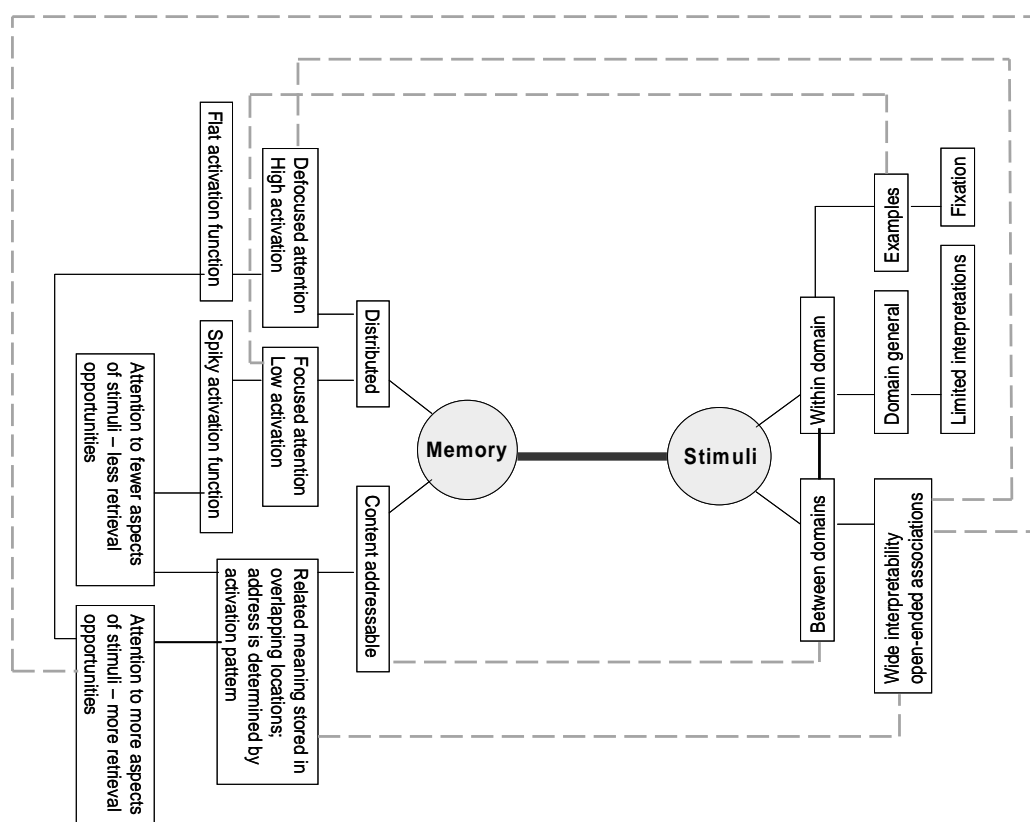 Flat activation function
Defocused attention
High activation
Distributed
Spiky activation function
Focused attention
Low activation
Attention to fewer aspects
of stimuli – less retrieval
opportunities
Content addressable
Related meaning stored in
overlapping locations;
address is determined by
activation pattern
Attention to more aspects
of stimuli – more retrieval
opportunities
Memory
Stimuli
Fixation
Examples
Within domain
Domain general
Limited interpretations
Between domains
Wide interpretability
open-ended associations